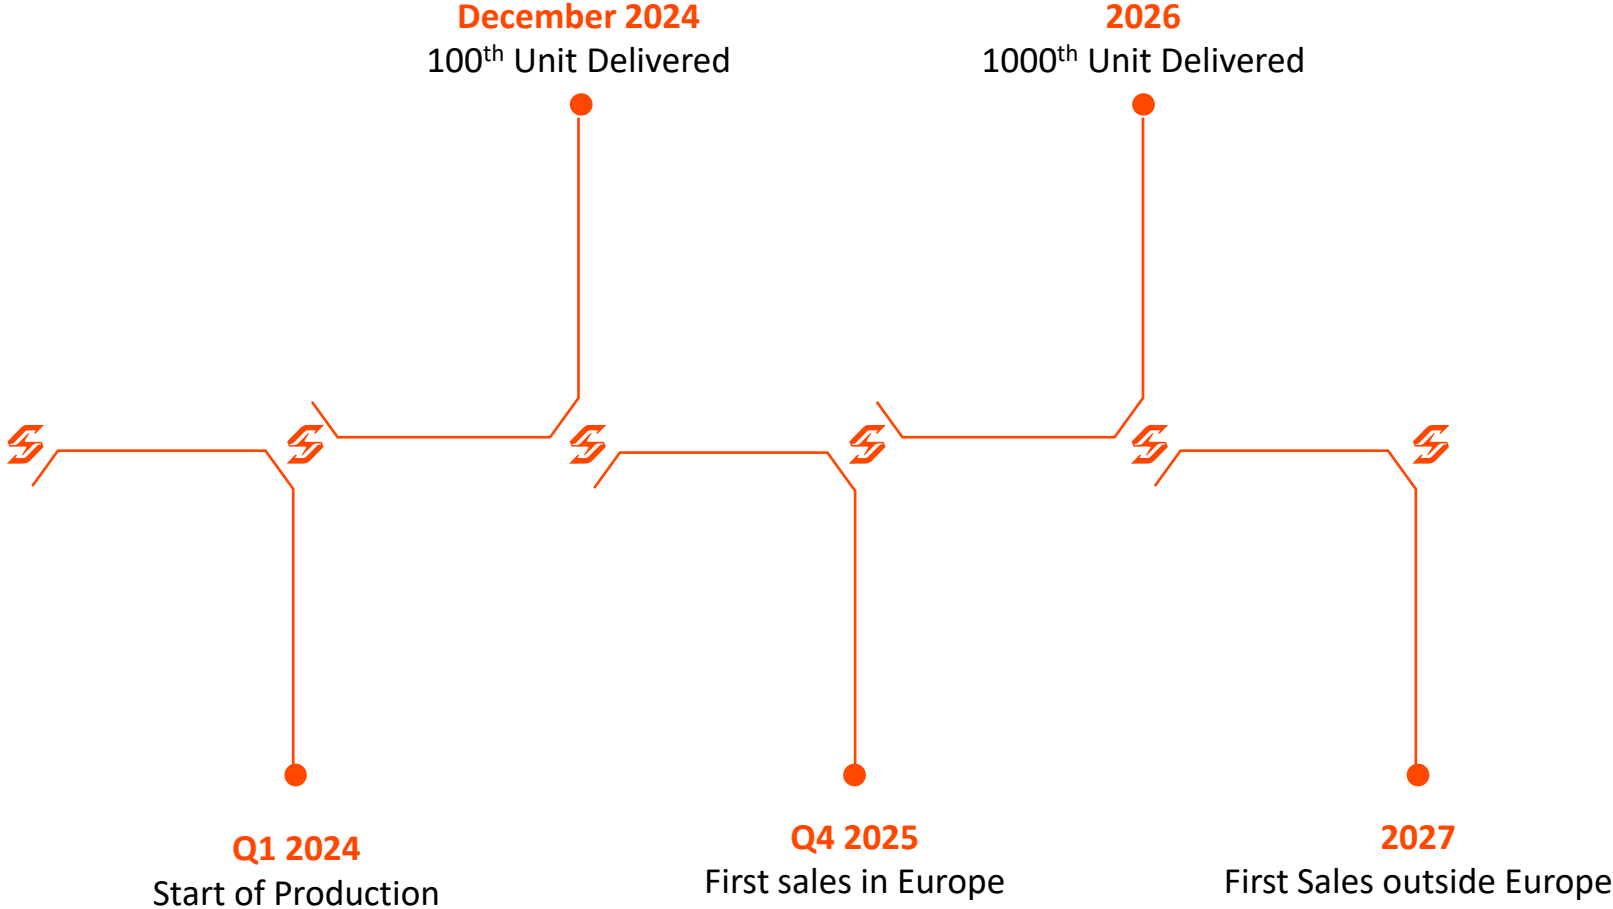 December 2024
100th Unit Delivered
2026
1000th Unit Delivered
Q1 2024
Start of Production
Q4 2025
First sales in Europe
2027
First Sales outside Europe